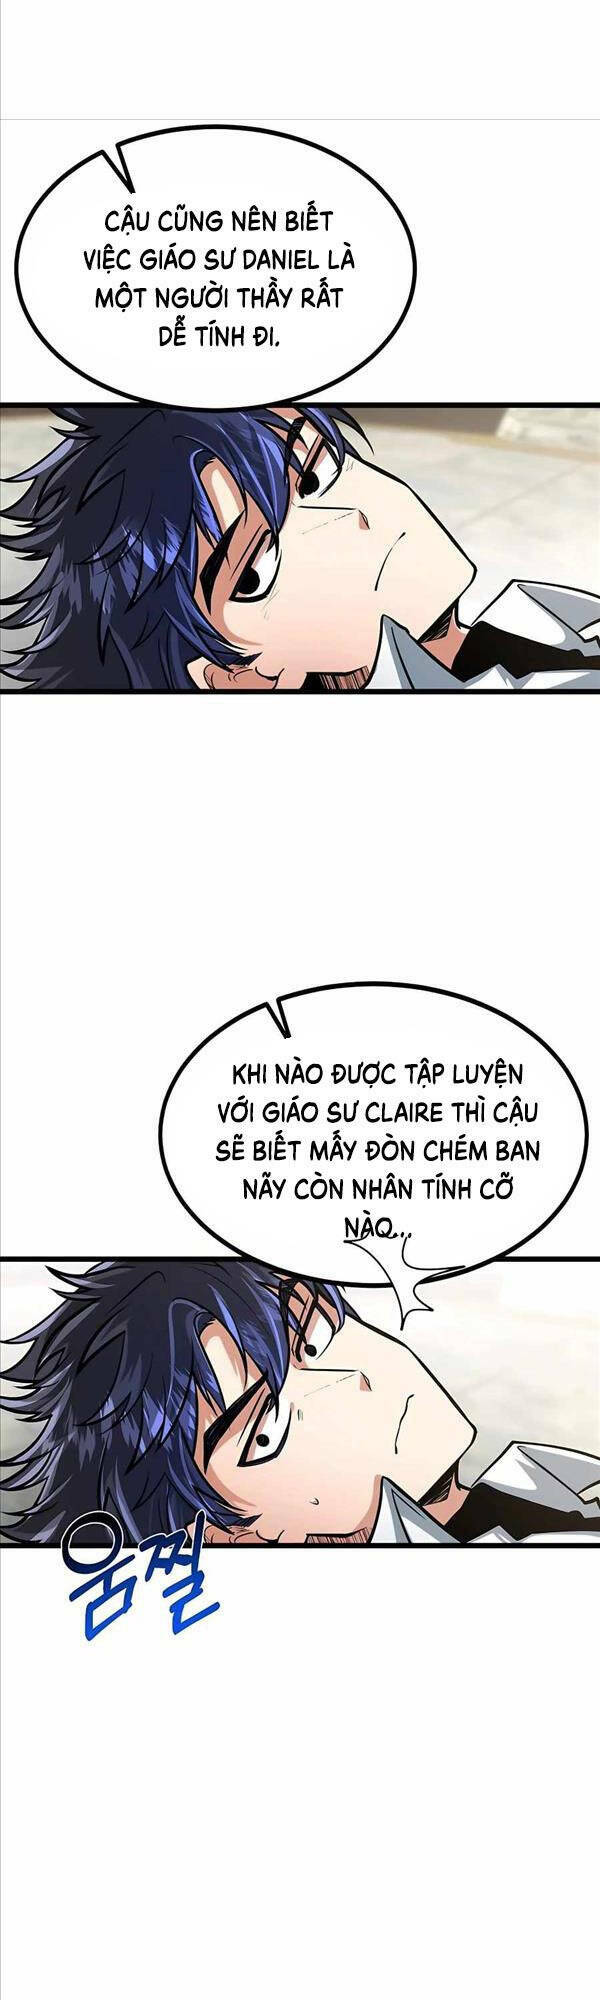 CẬU CŨNG NÊN BIẾT
VIỆC GIÁO SƯ DANIEL LÀ
MỘT NGƯỜI THẦY RẤT
DỄ TÍNH ĐI.
KHI NÀO ĐƯỢC TẬP LUYỆN
VỚI GIÁO SƯ CLAIRE THÌ CẬU
SẼ BIẾT MẤY ĐÒN CHÉM BAN
NÃY CÒN NHÂN TÍNH CỠ
NÀO...
움찔